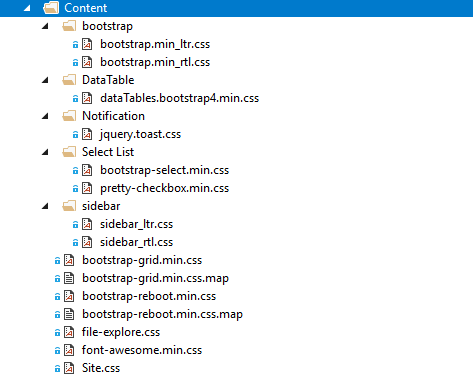 Content
bootstrap
bootstrap.min_ltr.css
bootstrap.min_rtl.css
DataTable
dataTables.bootstrap4.min.css
Notification
jquery.toast.css
Select List
bootstrap-select.min.css
pretty-checkbox.min.css
sidebar
sidebar_ltr.css
sidebar_rtl.css
bootstrap-grid.min.css
bootstrap-grid.min.css.map
bootstrap-reboot.min.css
bootstrap-reboot.min.css.map
file-explore.css
font-awesome.min.css
Site.css